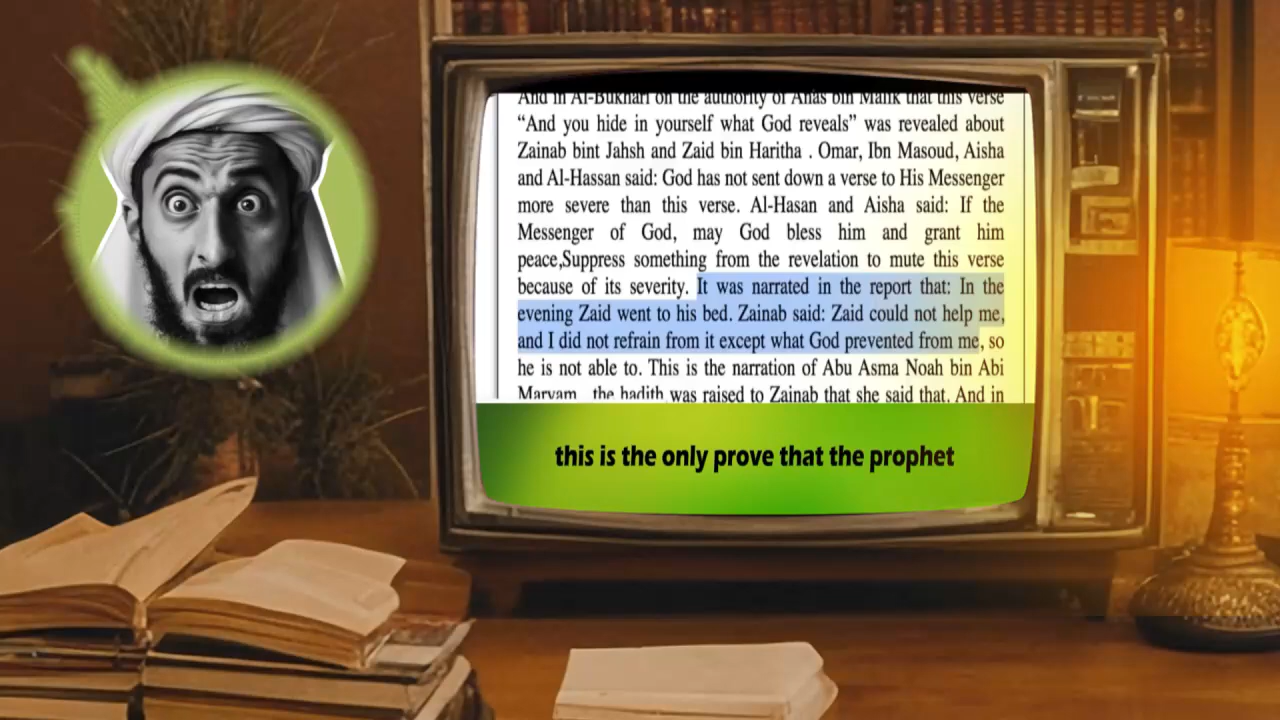 And in Al-Bukhari on the authority of Anas bin Malik that this verse
“And you hide in yourself what God reveals” was revealed about
Zainab bint Jahsh and Zaid bin Haritha . Omar, Ibn Masoud, Aisha
and Al-Hassan said: God has not sent down a verse to His Messenger
more severe than this verse. Al-Hasan and Aisha said: If the
Messenger of God, may God bless him and grant him
peace,Suppress something from the revelation to mute this verse
because of its severity. It was narrated in the report that: In the
evening Zaid went to his bed. Zainab said: Zaid could not help me,
and I did not refrain from it except what God prevented from me, so
he is not able to. This is the narration of Abu Asma Noah bin Abi
Maryam the hadith was raised to Zainab that she said that. And in
this is the only prove that the prophet